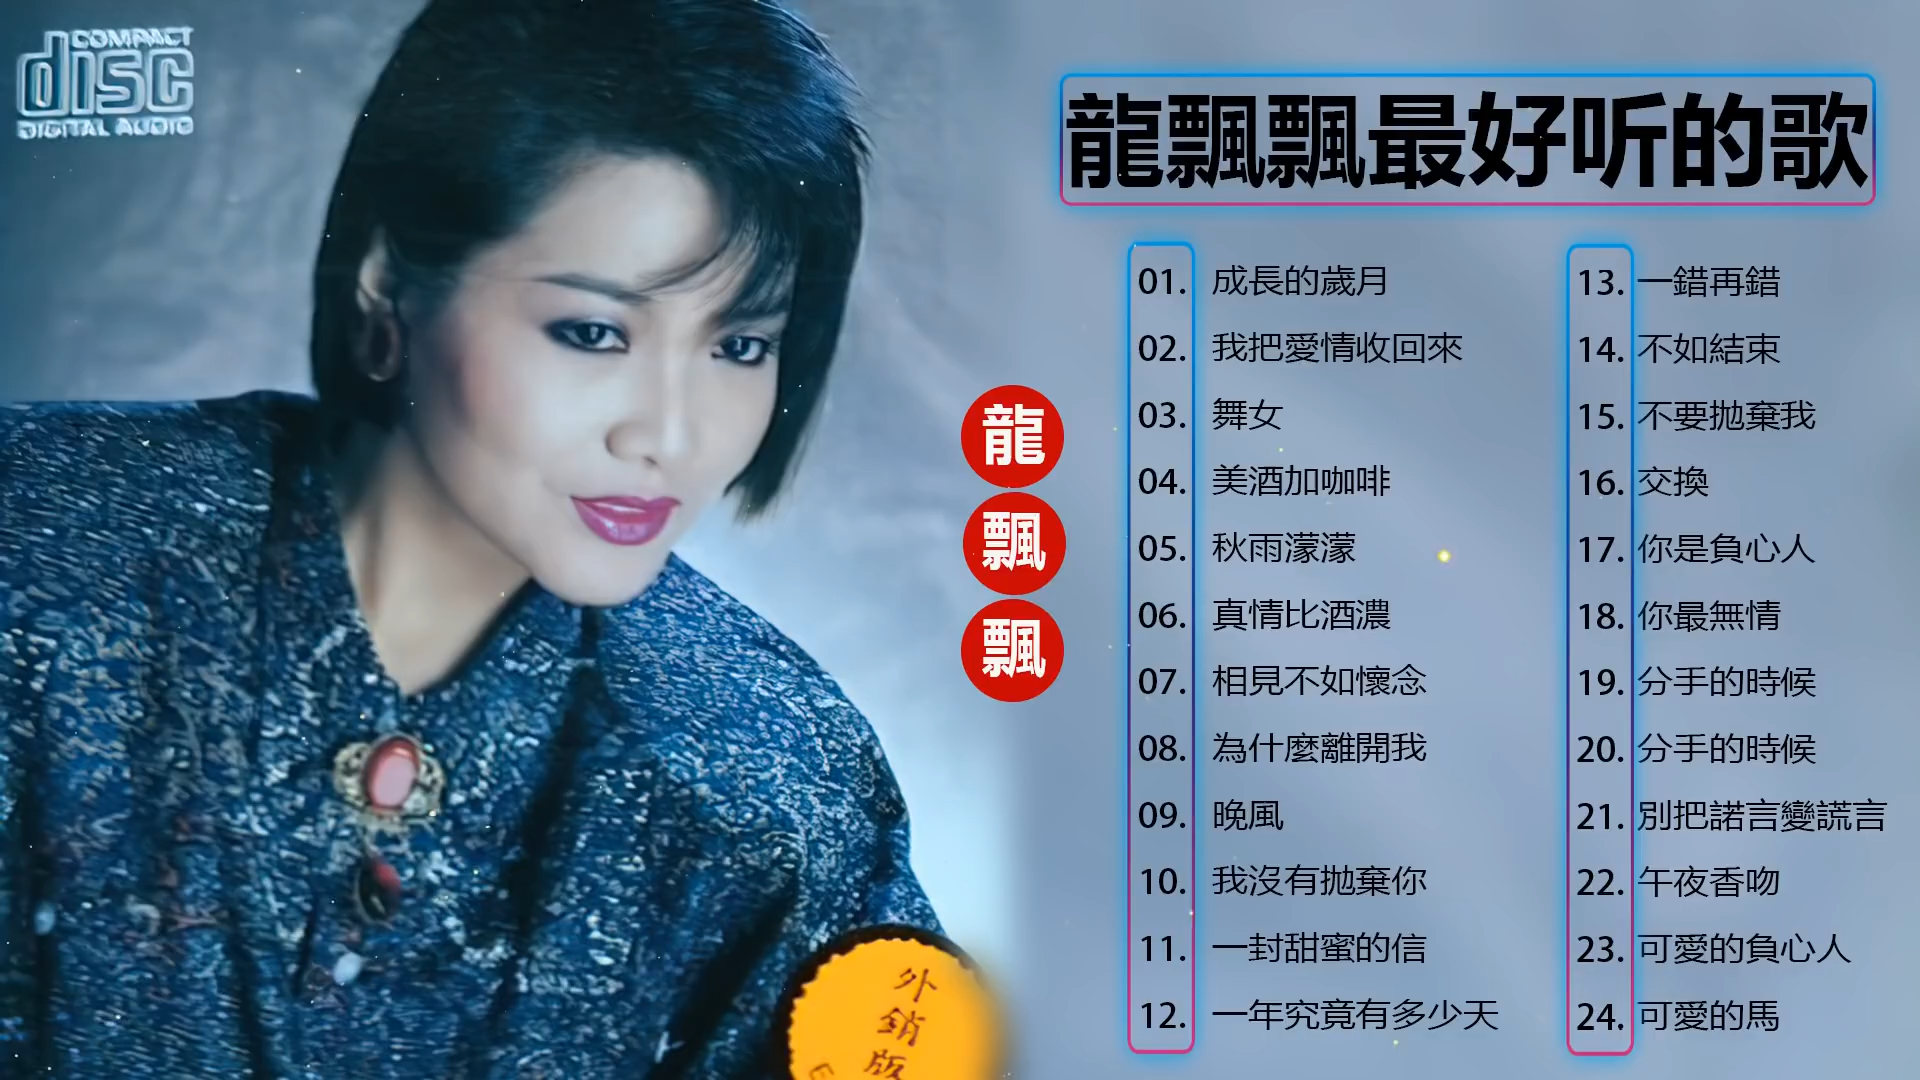 COMPACT
disc
DIGITAL AUDIO
龍飄飄最好听的歌
龍
飄
飄
01. 成長的歲月
02. 我把愛情收回來
03. 舞女
04. 美酒加咖啡
05. 秋雨濛濛
06. 真情比酒濃
07. 相見不如懷念
08. 為什麼離開我
09. 晚風
10. 我沒有拋棄你
11. 一封甜蜜的信
12. 一年究竟有多少天
13. 一錯再錯
14. 不如結束
15. 不要拋棄我
16. 交換
17. 你是負心人
18. 你最無情
19. 分手的時候
20. 分手的時候
21. 別把諾言變謊言
22. 午夜香吻
23. 可愛的負心人
24. 可愛的馬
外
銷
版